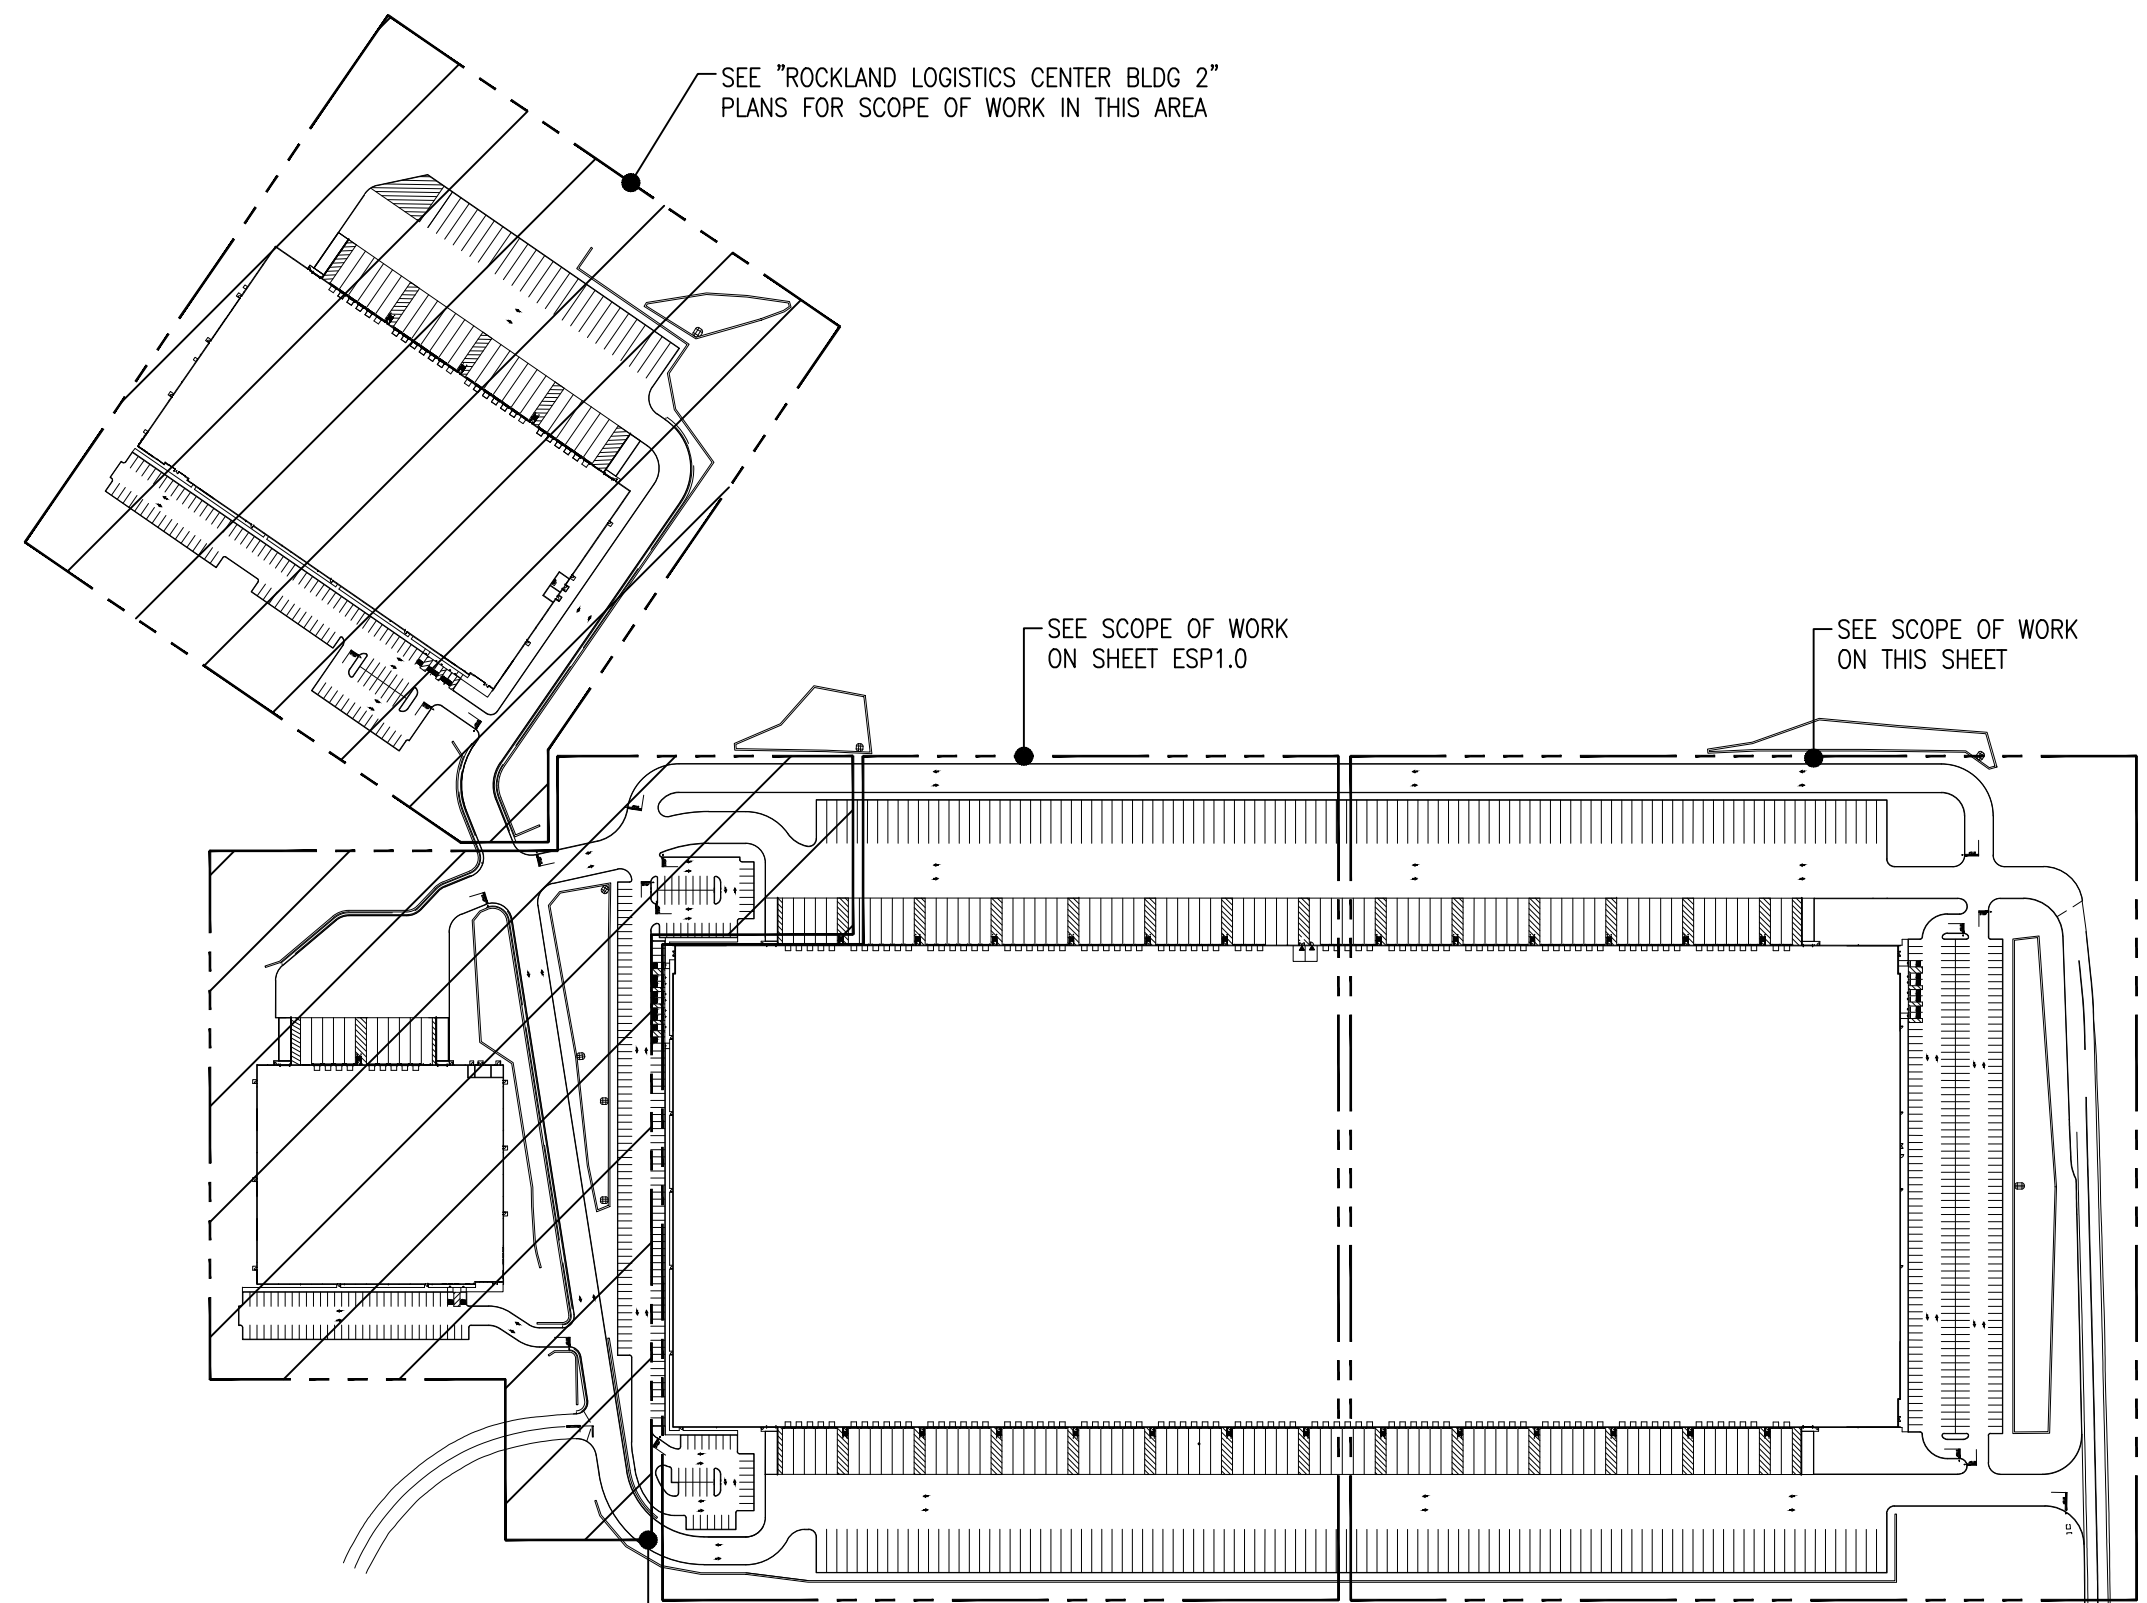 SEE "ROCKLAND LOGISTICS CENTER BLDG 2"
PLANS FOR SCOPE OF WORK IN THIS AREA
SEE SCOPE OF WORK
ON SHEET ESP1.0
SEE SCOPE OF WORK
ON THIS SHEET